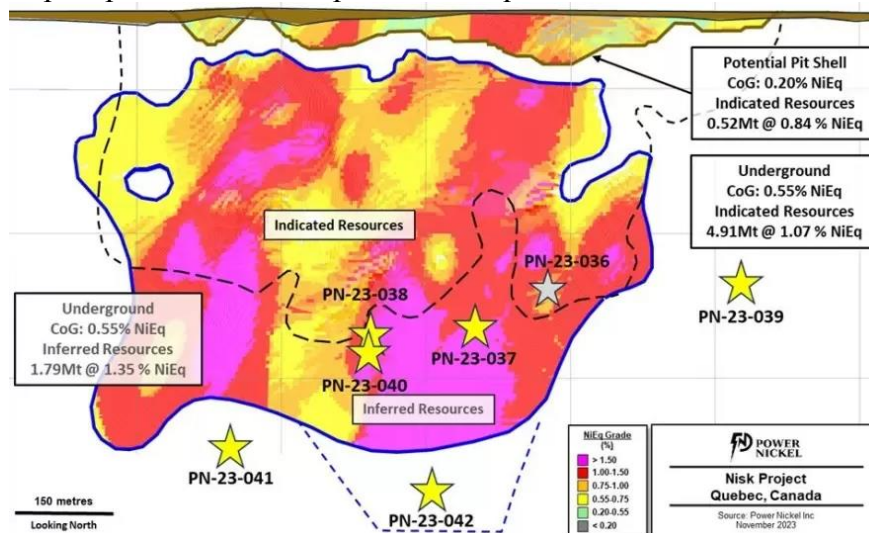 Potential Pit Shell
CoG: 0.20% NiEq
Indicated Resources
0.52Mt @ 0.84 % NiEq
Underground
CoG: 0.55% NiEq
Indicated Resources
4.91Mt @ 1.07 % NiEq
Indicated Resources
PN-23-036
PN-23-038
PN-23-039
Underground
CoG: 0.55% NiEq
Inferred Resources
1.79Mt @ 1.35 % NiEq
PN-23-037
PN-23-040
Inferred Resources
PN-23-041
PN-23-042
150 metres
Looking North
NiEq Grade
(%)
> 1.50
1.00-1.50
0.75-1.00
0.55-0.75
0.20-0.55
< 0.20
POWER
NICKEL
Nisk Project
Quebec, Canada
Source: Power Nickel Inc
November 2023